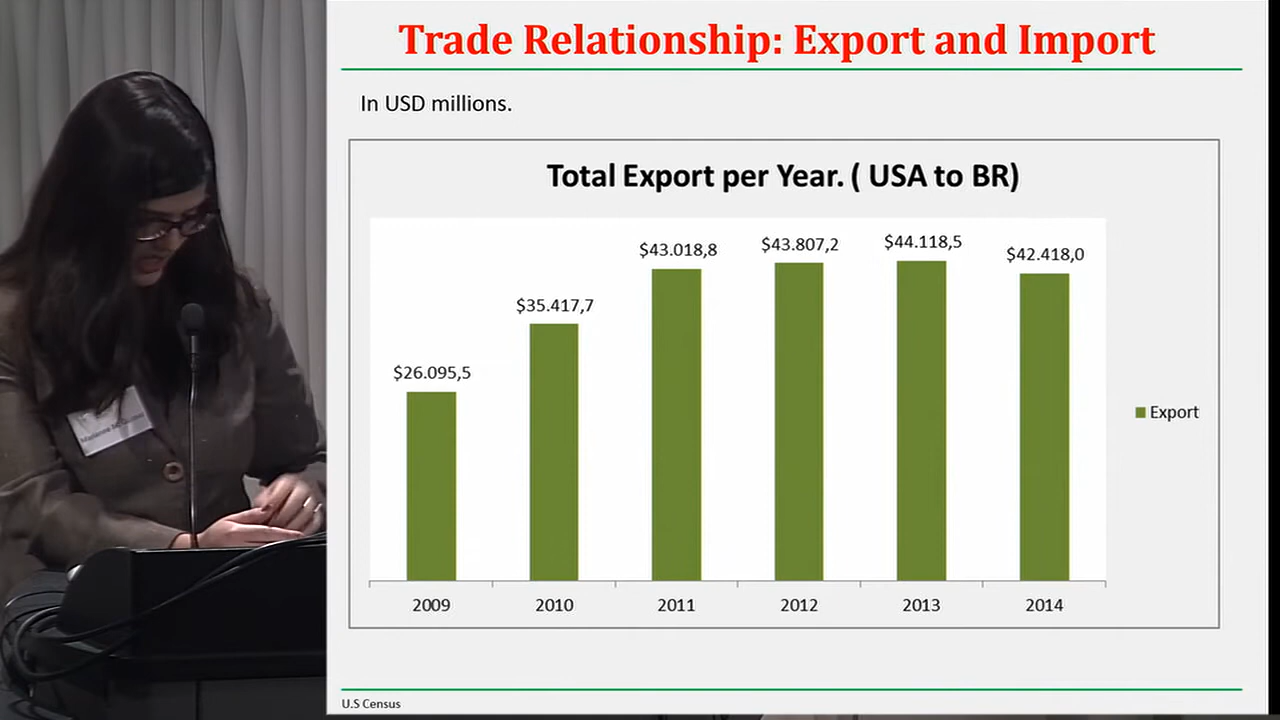 Trade Relationship: Export and Import
In USD millions.
Total Export per Year. ( USA to BR)
$26.095,5
$35.417,7
$43.018,8
$43.807,2
$44.118,5
$42.418,0
Export
2009 2010 2011 2012 2013 2014
U.S Census